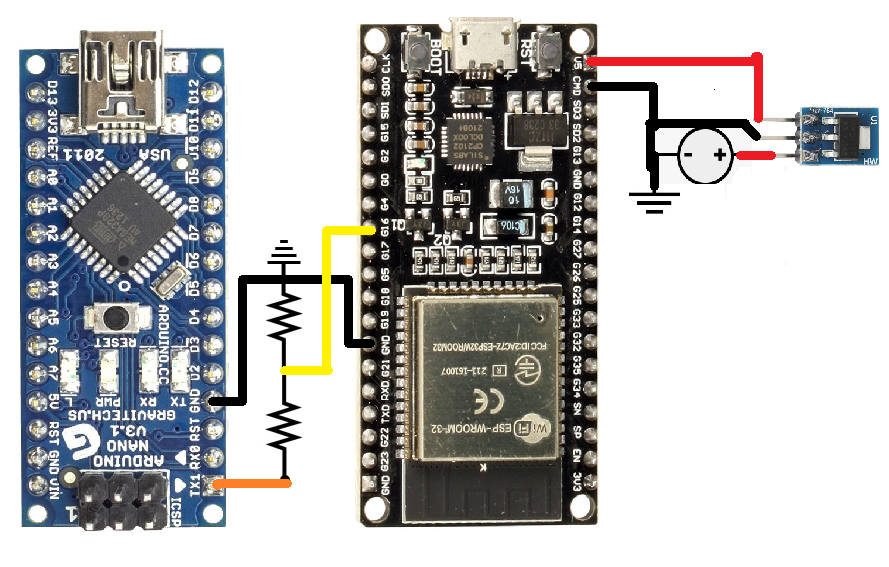 D13
3V3
REF
A0
A1
A2
A3
A4
A5
A6
A7
5V
RST
GND
VIN
2011
USA
D12
D11
D10
D9
D8
D7
D6
D5
D4
D3
D2
GND
RST
RX0
TX1
RESET
ARDUINO.CC
L
PWR
RX
TX
GRAVITECH.US
ARDUINO
NANO
V3.1
G
ICSP
1
BOOT
RST
CLK
SD0
SD1
G15
G2
G0
G4
G16
G17
G5
G18
G19
GND
G21
RXD
TXD
G22
G23
GND
Q1
Q2
SILABS
CP2102
10
16V
C106
V5
CMD
SD3
SD2
G13
GND
G12
G14
G27
G26
G25
G33
G32
G35
G34
SN
SP
EN
3V3
FCC ID:2AC7Z-ESPWROOM32
R
211-161007
CE
WiFi
ESP-WROOM-32
K
- +